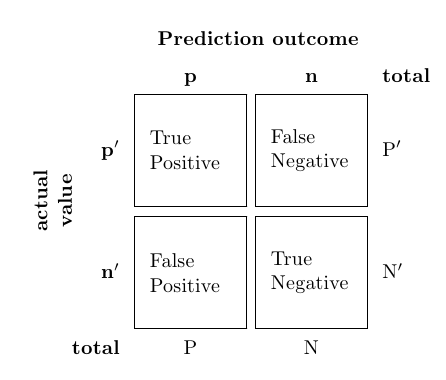 Prediction outcome
p n total
actual
value
p′
True
Positive
False
Negative
P′
n′
False
Positive
True
Negative
N′
total P N